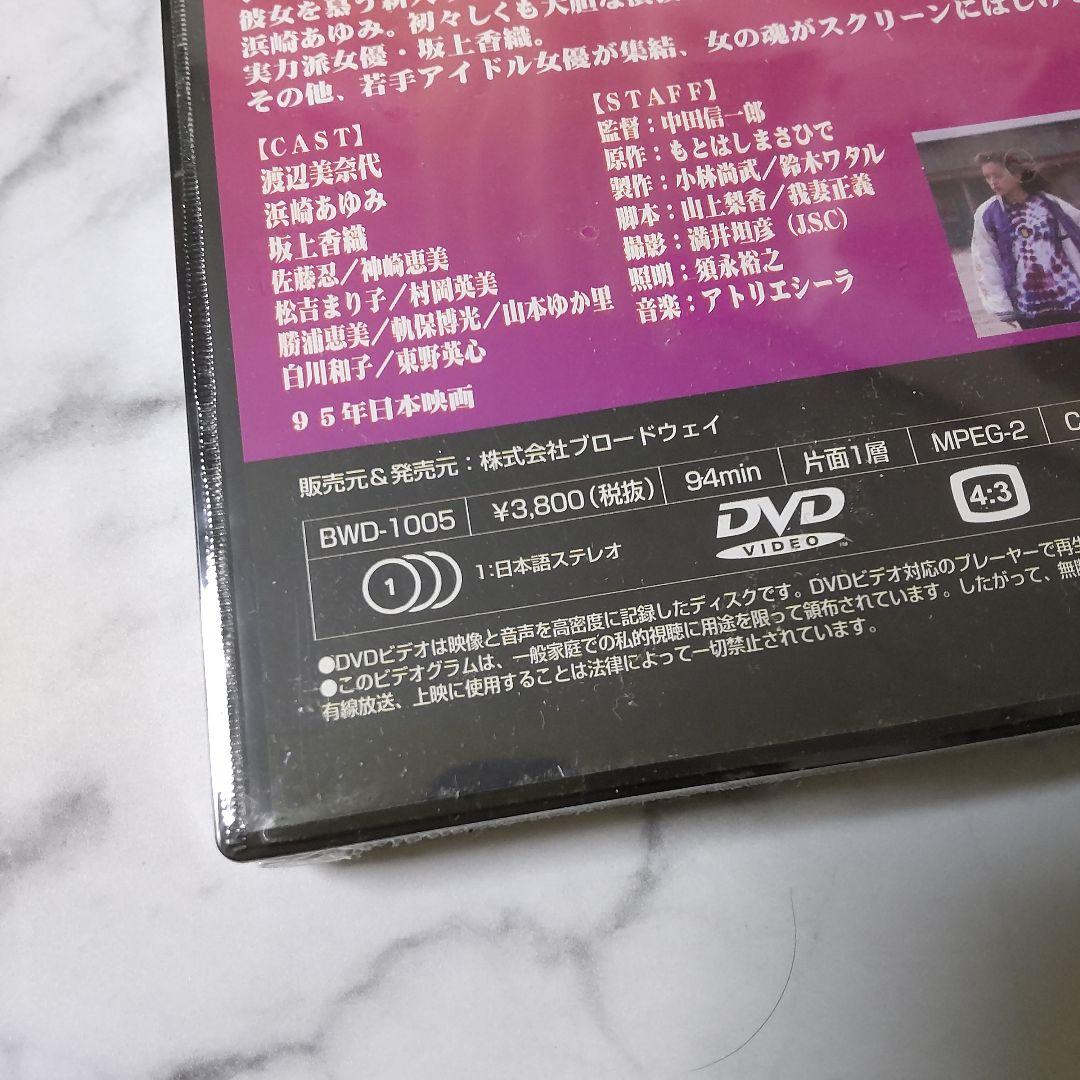 彼女を慕う新人
浜崎あゆみ。初々しくも大胆な
実力派女優・坂上香織。
その他、若手アイドル女優が集結、女の魂がスクリーンにはじけ
【CAST】
渡辺美奈代
浜崎あゆみ
坂上香織
佐藤忍／神崎恵美
松吉まり子／村岡英美
勝浦恵美／軌保博光／山本ゆか里
白川和子／東野英心
95年日本映画
【STAFF】
監督：中田信一郎
原作：もとはしまさひで
製作：小林尚武／鈴木ワタル
脚本：山上梨香／我妻正義
撮影：満井坦彦（J.S.C）
照明：須永裕之
音楽：アトリエシーラ
販売元＆発売元：株式会社ブロードウェイ
BWD-1005 ¥3,800（税抜） 94min 片面1層 MPEG-2 C
1 1:日本語ステレオ DVD VIDEO TM 4:3
●DVDビデオは映像と音声を高密度に記録したディスクです。DVDビデオ対応のプレーヤーで再生
●このビデオグラムは、一般家庭での私的視聴に用途を限って頒布されています。したがって、無断
有線放送、上映に使用することは法律によって一切禁止されています。